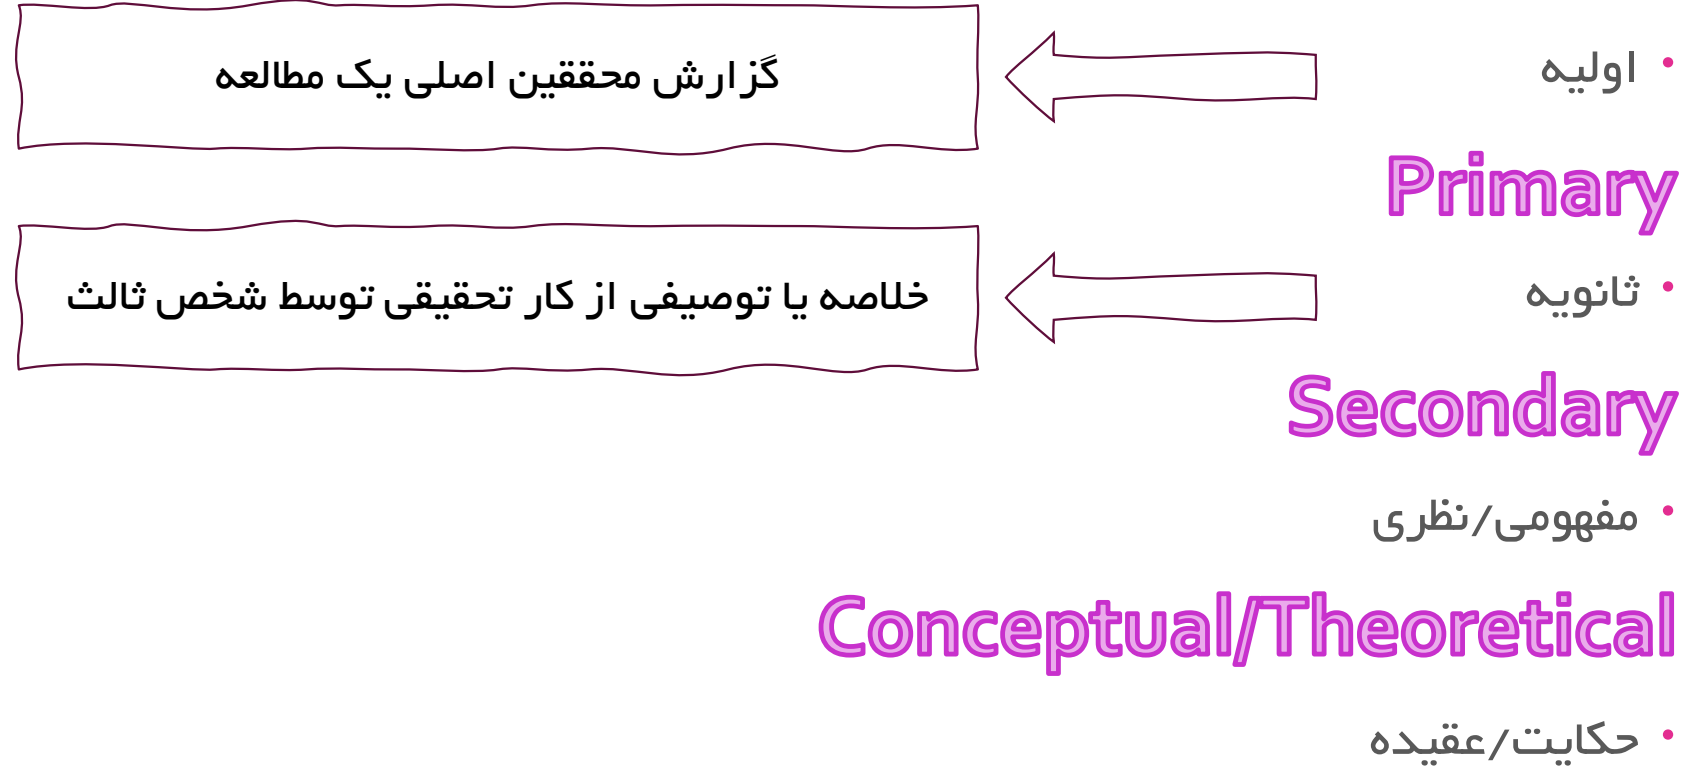 • اولیه
گزارش محققین اصلی یک مطالعه
Primary
• ثانویه
خلاصه یا توصیفی از کار تحقیقی توسط شخص ثالث
Secondary
• مفهومی/نظری
Conceptual/Theoretical
• حکایت/عقیده